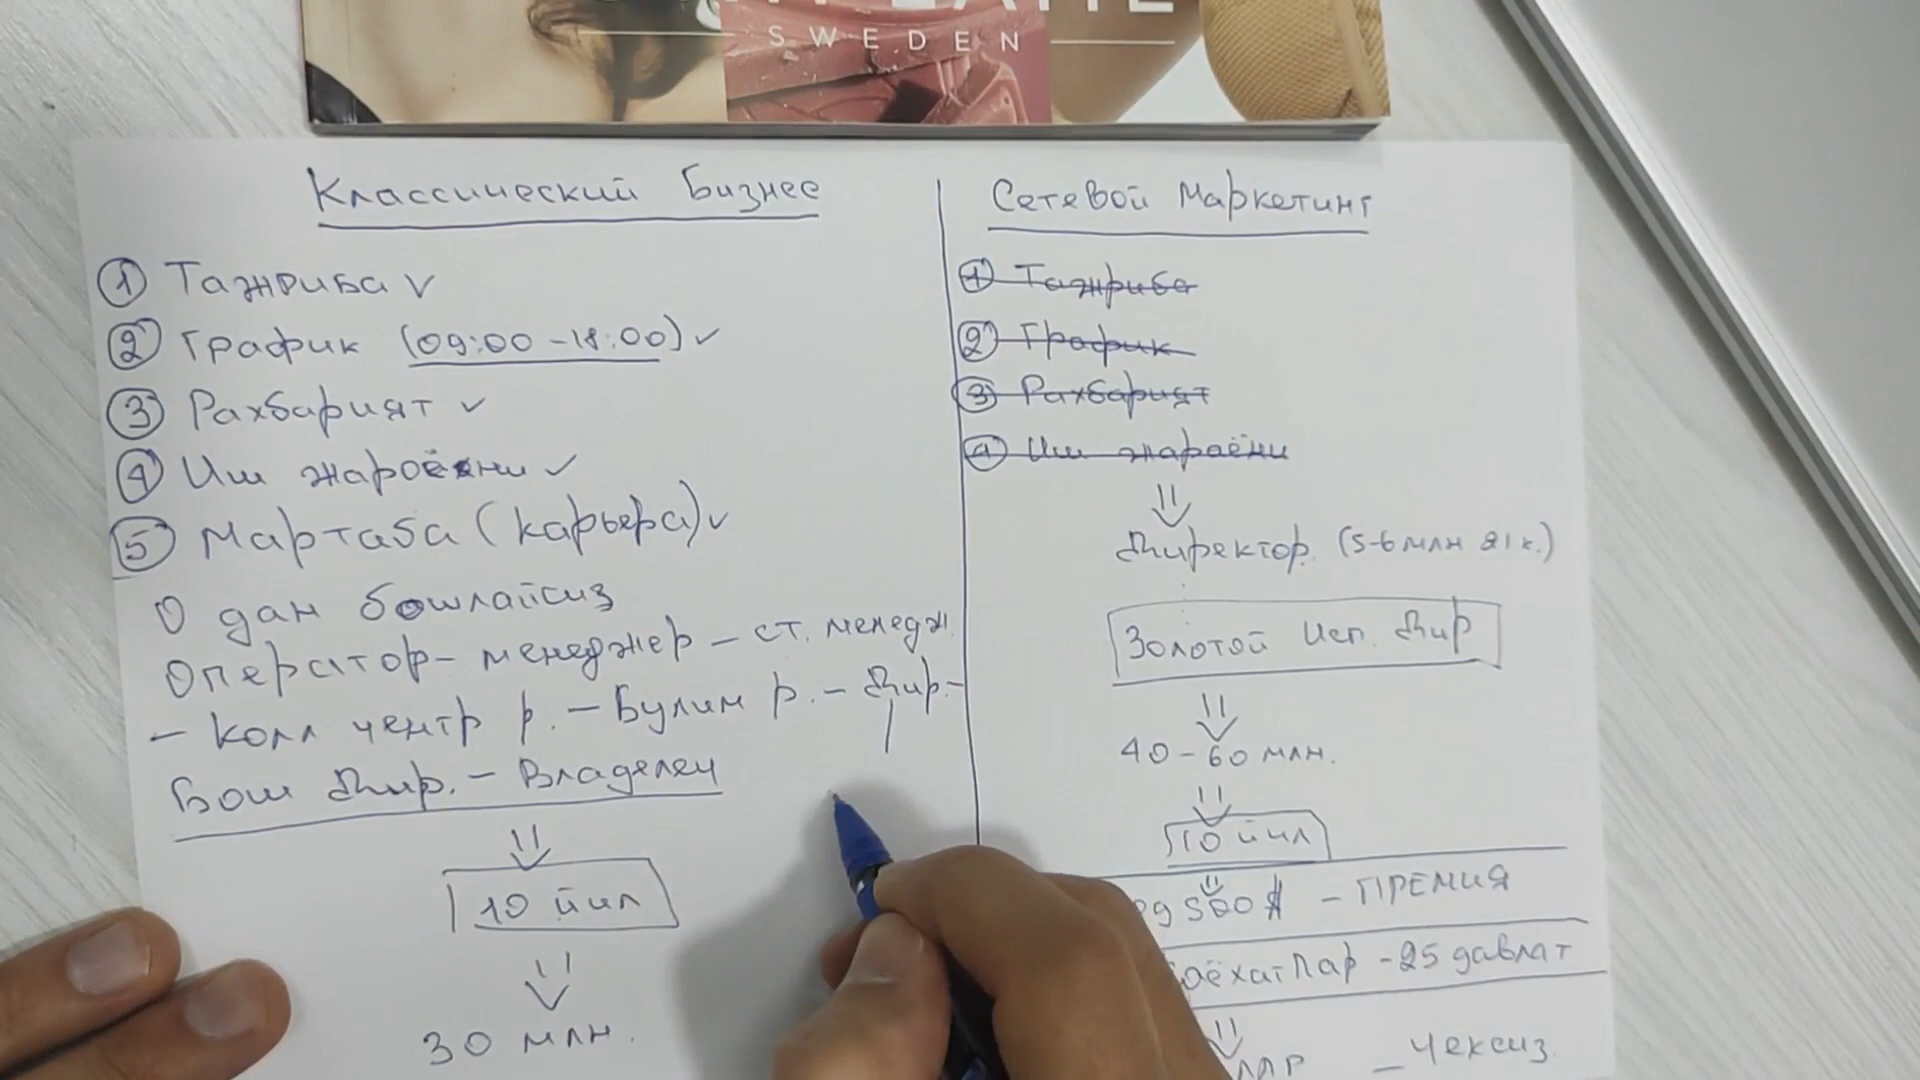 SWEDEN
Классический Бизнес
① Тажриба ✓
② График (09:00 - 18:00) ✓
③ Рахбарият ✓
④ Иш жароёни ✓
⑤ Мартаба (карьера) ✓
0 дан бошлайсиз
Оператор - менеджер - ст. менедж
- Колл центр р. - Булим р. - Дир. -
Бош Дир. - Владелец
10 йил
30 млн.
Сетевой Маркетинг
① Тажриба
② График
③ Рахбарият
④ Иш жараёни
Директор. (5-6 млн 21 к.)
Золотой Исп. Дир
40-60 млн.
10 йил
$ - ПРЕМИЯ
- 25 давлат
- Чексиз